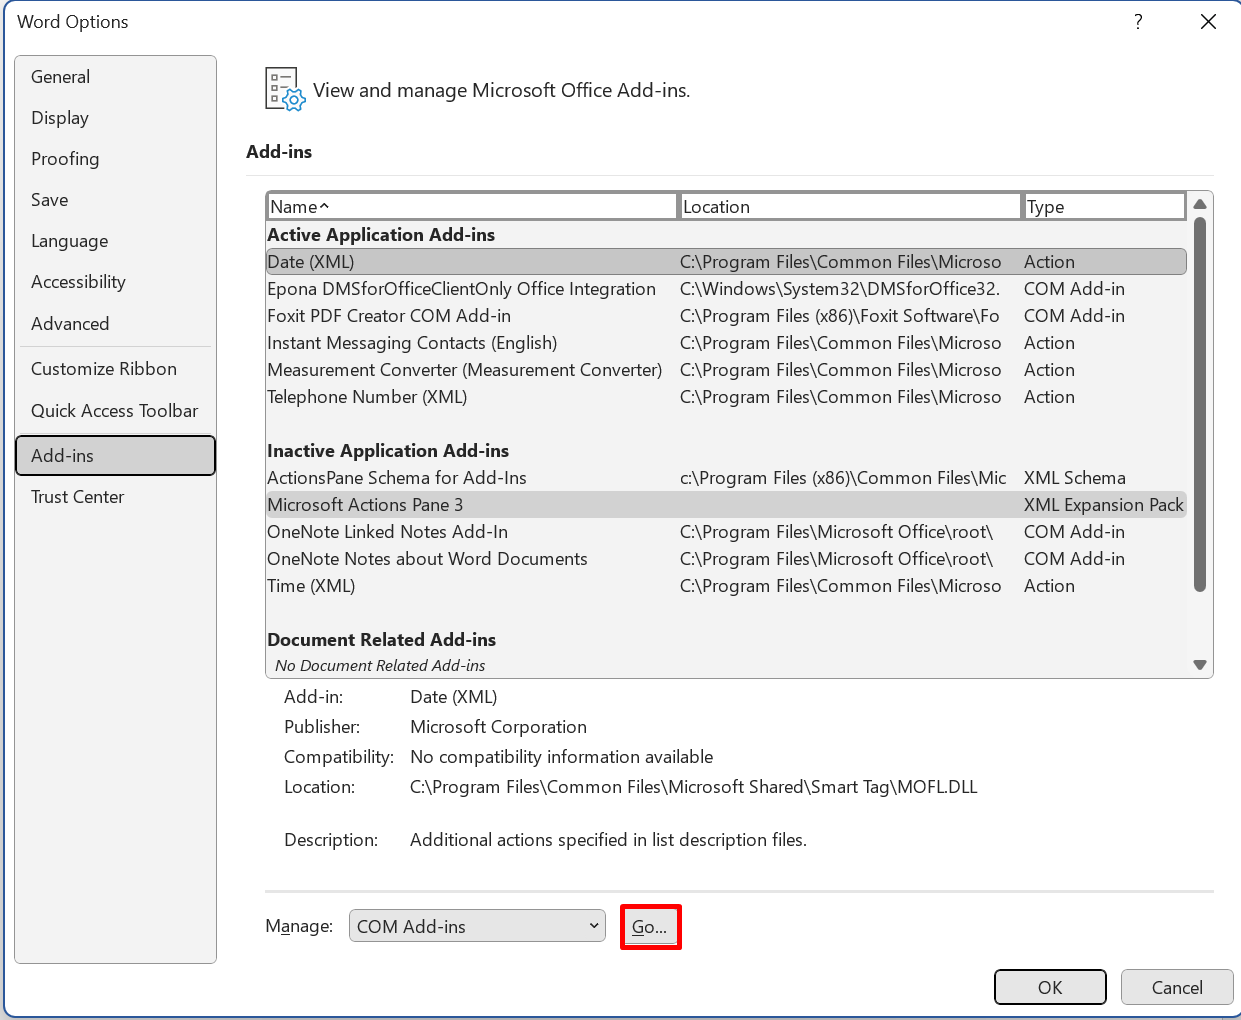 Word Options
?
General
Display
Proofing
Save
Language
Accessibility
Advanced
Customize Ribbon
Quick Access Toolbar
Add-ins
Trust Center
View and manage Microsoft Office Add-ins.
Add-ins
Name Location Type
Active Application Add-ins
Date (XML) C:\Program Files\Common Files\Microso Action
Epona DMSforOfficeClientOnly Office Integration C:\Windows\System32\DMSforOffice32. COM Add-in
Foxit PDF Creator COM Add-in C:\Program Files (x86)\Foxit Software\Fo COM Add-in
Instant Messaging Contacts (English) C:\Program Files\Common Files\Microso Action
Measurement Converter (Measurement Converter) C:\Program Files\Common Files\Microso Action
Telephone Number (XML) C:\Program Files\Common Files\Microso Action
Inactive Application Add-ins
ActionsPane Schema for Add-Ins c:\Program Files (x86)\Common Files\Mic XML Schema
Microsoft Actions Pane 3 XML Expansion Pack
OneNote Linked Notes Add-In C:\Program Files\Microsoft Office\root\ COM Add-in
OneNote Notes about Word Documents C:\Program Files\Microsoft Office\root\ COM Add-in
Time (XML) C:\Program Files\Common Files\Microso Action
Document Related Add-ins
No Document Related Add-ins
Add-in: Date (XML)
Publisher: Microsoft Corporation
Compatibility: No compatibility information available
Location: C:\Program Files\Common Files\Microsoft Shared\Smart Tag\MOFL.DLL
Description: Additional actions specified in list description files.
Manage: COM Add-ins Go...
OK Cancel